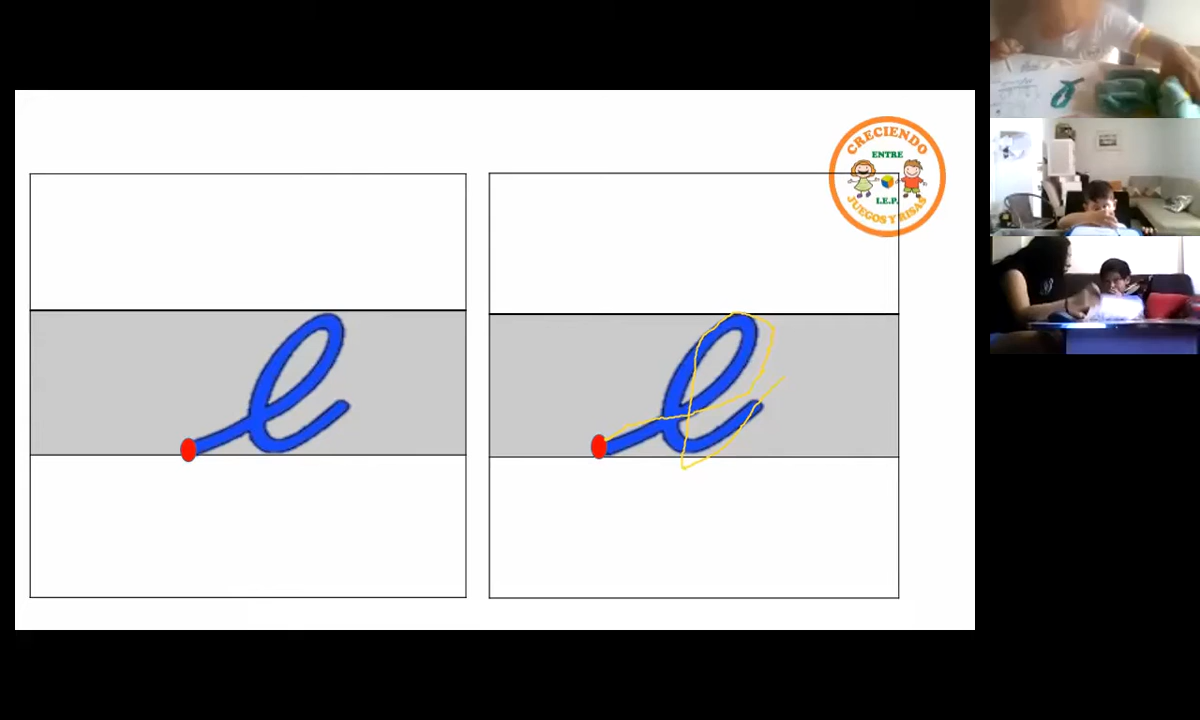 CRECIENDO
ENTRE
I.E.P.
JUEGOS Y RISAS
e e